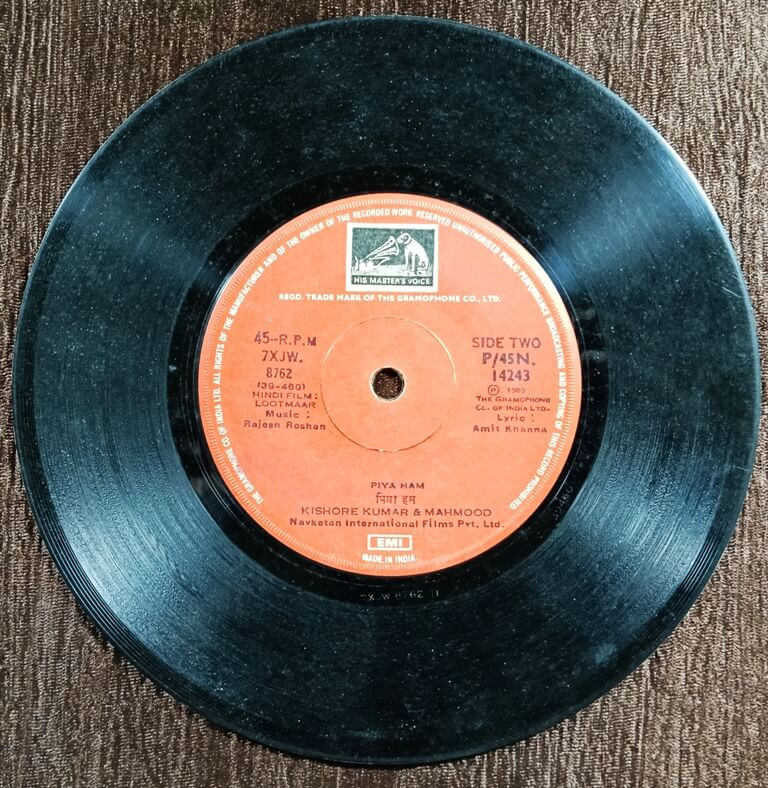 THE GRAMOPHONE CO. OF INDIA LTD. ALL RIGHTS OF THE MANUFACTURER AND OF THE OWNER OF THE RECORDED WORK RESERVED UNAUTHORISED PUBLIC PERFORMANCE BROADCASTING AND COPYING OF THIS RECORD PROHIBITED
HIS MASTER'S VOICE
REGD. TRADE MARK OF THE GRAMOPHONE CO., LTD.
45-R.P.M
7XJW.
8762
(39-460)
HINDI FILM:
LOOTMAAR
Music :
Rajesh Roshan
SIDE TWO
P/45N.
14243
Ⓟ 1980
THE GRAMOPHONE
CO. OF INDIA LTD.
Lyric :
Amit Khanna
PIYA HAM
पिया हम
KISHORE KUMAR & MAHMOOD
Navketan International Films Pvt. Ltd.
EMI
MADE IN INDIA
39460
7XJW 8762